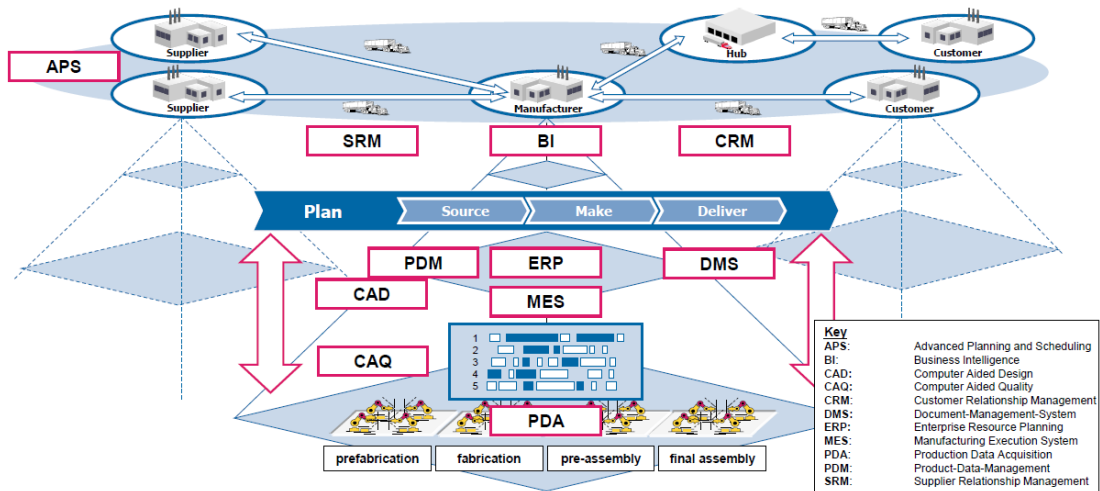 Supplier
Hub
Customer
APS
Supplier
Manufacturer
Customer
SRM
BI
CRM
Plan
Source
Make
Deliver
PDM
ERP
DMS
CAD
MES
CAQ
1
2
3
4
5
PDA
prefabrication
fabrication
pre-assembly
final assembly
Key
APS: Advanced Planning and Scheduling
BI: Business Intelligence
CAD: Computer Aided Design
CAQ: Computer Aided Quality
CRM: Customer Relationship Management
DMS: Document-Management-System
ERP: Enterprise Resource Planning
MES: Manufacturing Execution System
PDA: Production Data Acquisition
PDM: Product-Data-Management
SRM: Supplier Relationship Management